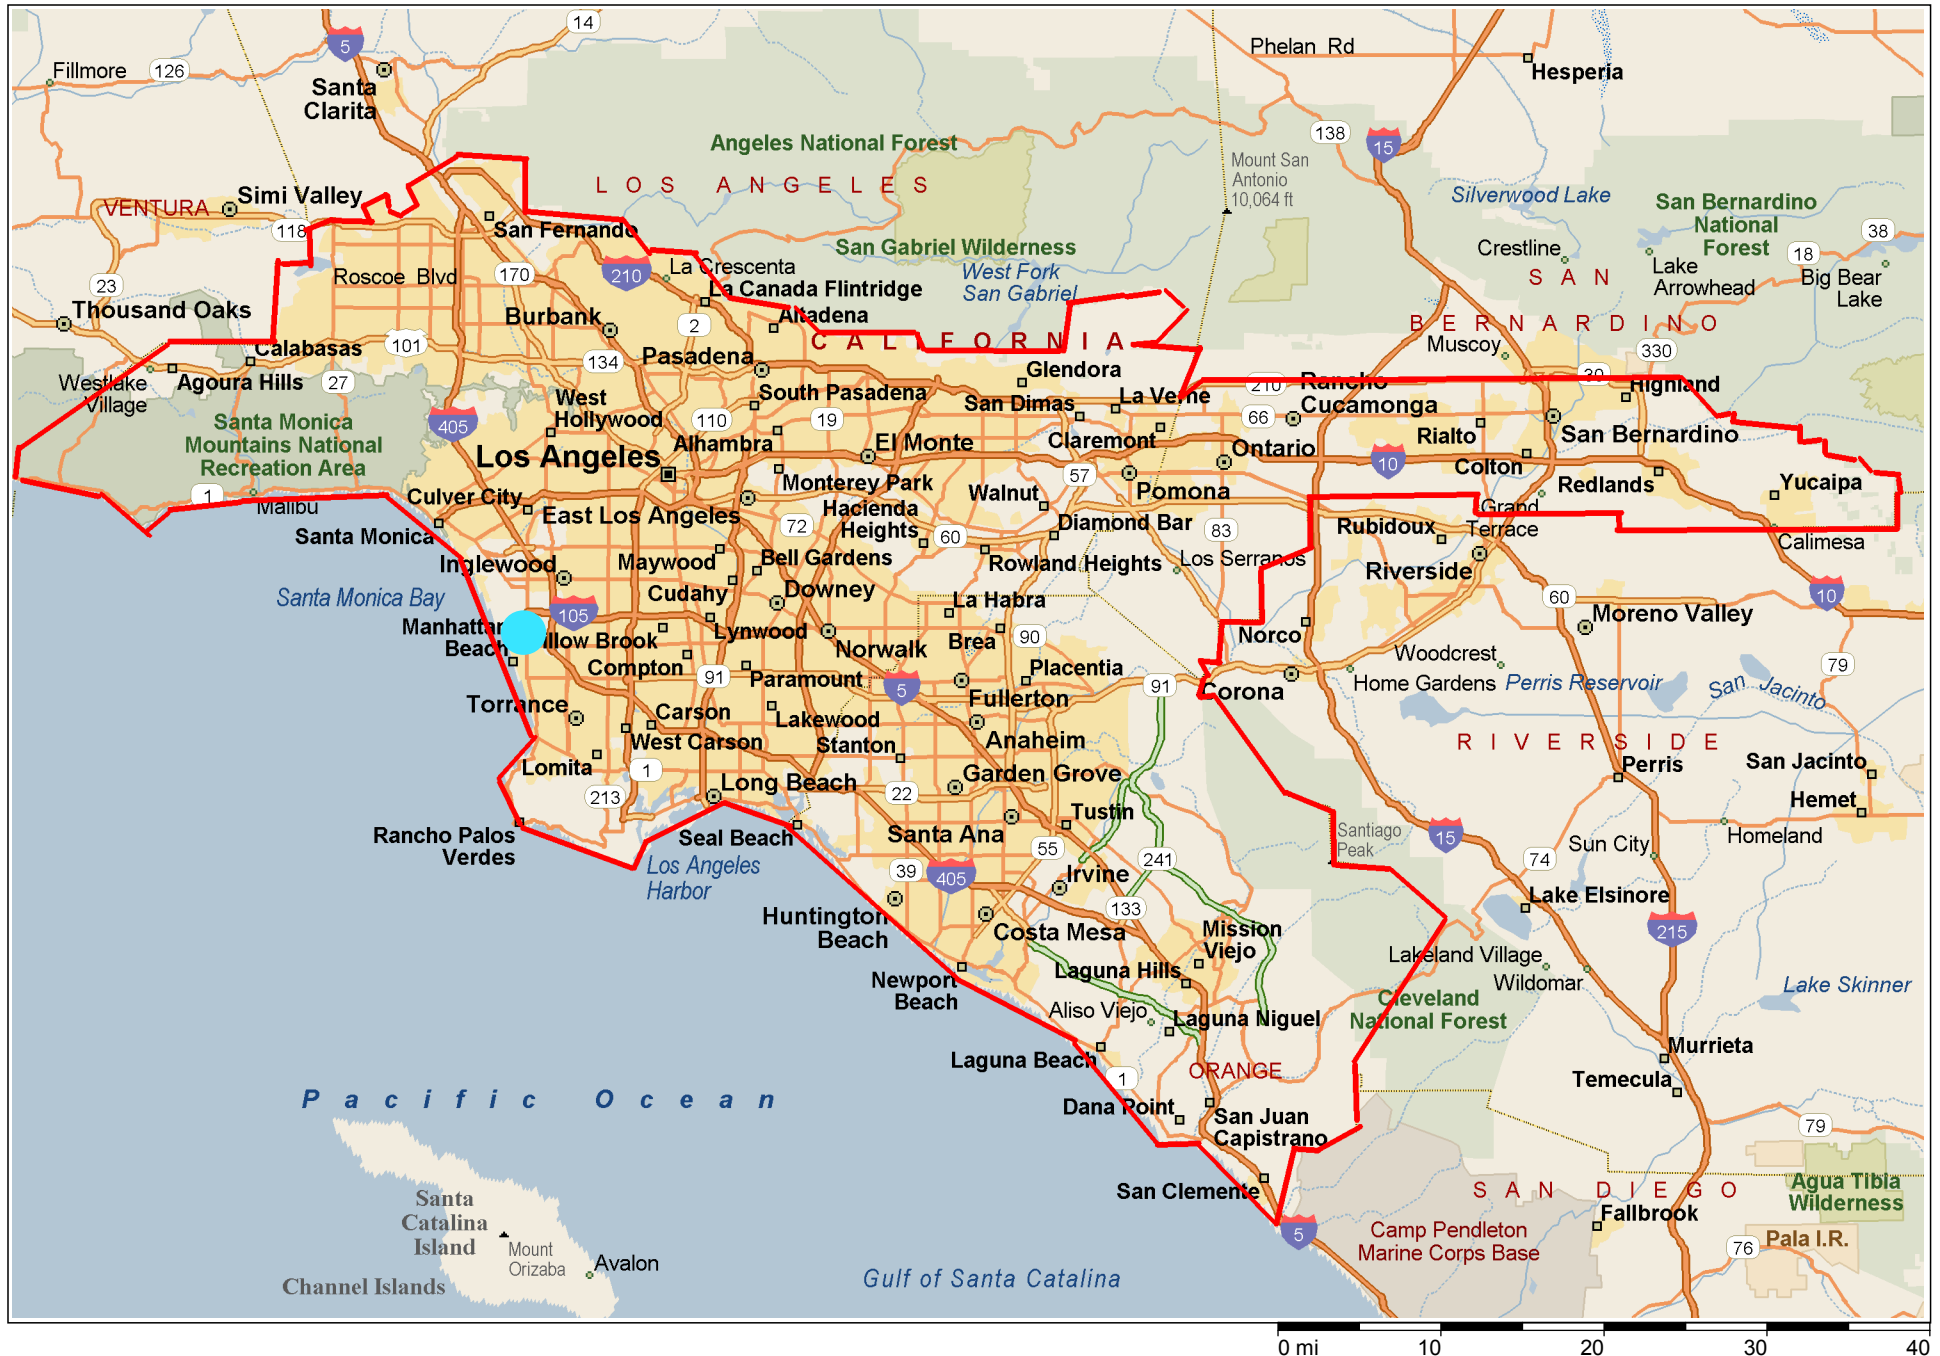 14
5
Phelan Rd
Fillmore
126
Hesperia
Santa
Clarita
138
15
Angeles National Forest
Mount San
Antonio
10,064 ft
LOS ANGELES
Simi Valley
VENTURA
118
San Fernando
Silverwood Lake
San Bernardino
National
Forest
38
18
Crestline
Lake
Arrowhead
Big Bear
Lake
SAN
San Gabriel Wilderness
West Fork
San Gabriel
Roscoe Blvd
170
210
La Crescenta
La Canada Flintridge
23
Thousand Oaks
Burbank
2
Altadena
CALIFORNIA
BERNARDINO
Muscoy
330
101
Calabasas
134
Pasadena
Glendora
Westlake
Village
Agoura Hills
27
South Pasadena
San Dimas
La Verne
210
Rancho
Cucamonga
30
Highland
West
Hollywood
110
19
66
Santa Monica
Mountains National
Recreation Area
405
Alhambra
El Monte
Claremont
Ontario
Rialto
San Bernardino
Los Angeles
57
10
Colton
1
Malibu
Culver City
Monterey Park
Walnut
Pomona
Redlands
Yucaipa
East Los Angeles
Hacienda
Heights
Grand
Terrace
Santa Monica
72
60
Diamond Bar
83
Rubidoux
Calimesa
Inglewood
Maywood
Bell Gardens
Rowland Heights
Los Serranos
Riverside
Santa Monica Bay
Cudahy
Downey
La Habra
60
10
105
Moreno Valley
Manhattan
Beach
illow Brook
Lynwood
Norwalk
Brea
90
Norco
Compton
Placentia
Woodcrest
79
91
Paramount
5
91
Corona
Home Gardens
Perris Reservoir
San Jacinto
Torrance
Carson
Lakewood
Fullerton
West Carson
Stanton
Anaheim
RIVERSIDE
Lomita
1
Long Beach
Garden Grove
Perris
San Jacinto
213
22
Hemet
Rancho Palos
Verdes
Seal Beach
Santa Ana
Tustin
Santiago
Peak
15
Homeland
Los Angeles
Harbor
55
241
74
Sun City
39
405
Irvine
Lake Elsinore
133
Huntington
Beach
Costa Mesa
Mission
Viejo
215
Lakeland Village
Laguna Hills
Wildomar
Newport
Beach
Aliso Viejo
Laguna Niguel
Cleveland
National Forest
Lake Skinner
Laguna Beach
Murrieta
1
ORANGE
Temecula
Pacific Ocean
Dana Point
San Juan
Capistrano
79
San Clemente
SAN DIEGO
Agua Tibia
Wilderness
Santa
Catalina
Island
Mount
Orizaba
Avalon
5
Camp Pendleton
Marine Corps Base
Fallbrook
76
Pala I.R.
Channel Islands
Gulf of Santa Catalina
0 mi 10 20 30 40